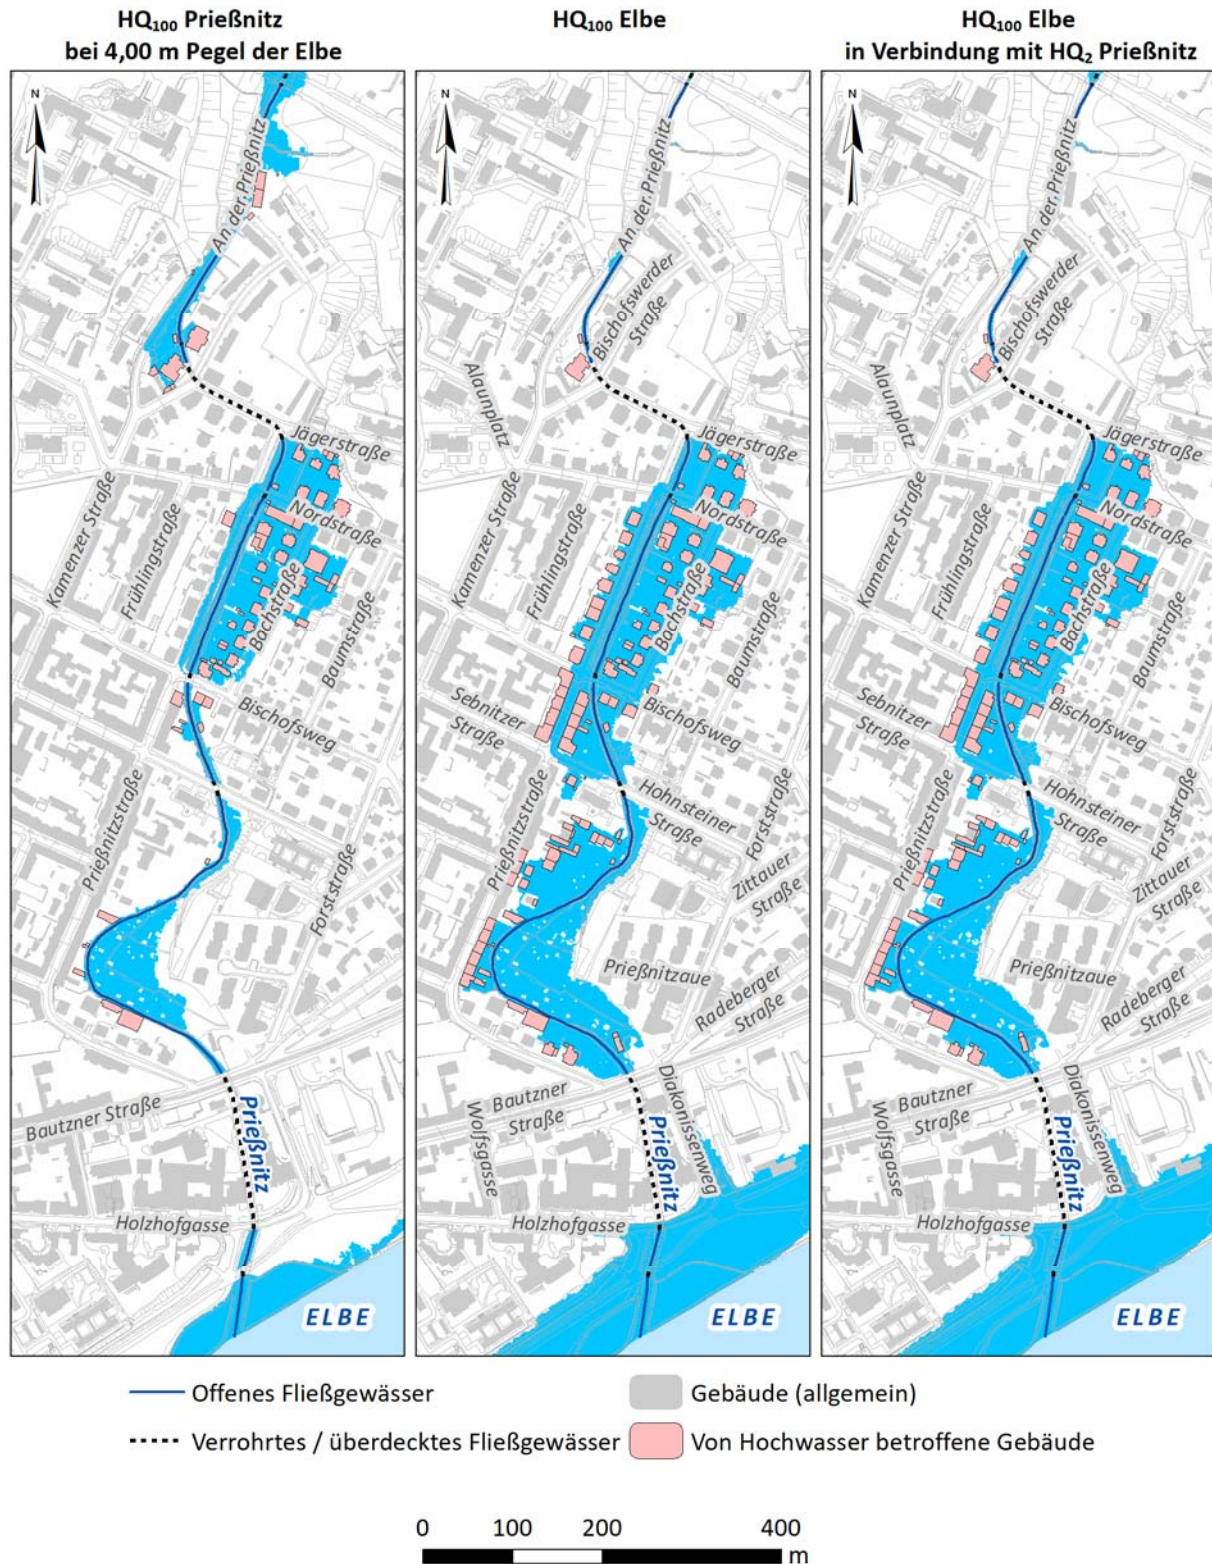 HQ₁₀₀ Prießnitz
bei 4,00 m Pegel der Elbe
HQ₁₀₀ Elbe
HQ₁₀₀ Elbe
in Verbindung mit HQ₂ Prießnitz
N
An der Prießnitz
Jägerstraße
Nordstraße
Kamenzer Straße
Frühlingstraße
Bachstraße
Baumstraße
Bischofsweg
Prießnitzstraße
Forststraße
Bautzner Straße
Prießnitz
Holzhofgasse
ELBE
N
An der Prießnitz
Bischofswerder
Straße
Alaunplatz
Jägerstraße
Nordstraße
Kamenzer Straße
Frühlingstraße
Bachstraße
Baumstraße
Sebnitzer
Straße
Bischofsweg
Hohnsteiner
Straße
Prießnitzstraße
Forststraße
Zittauer
Straße
Prießnitzaue
Radeberger
Straße
Bautzner
Straße
Wolfsgasse
Diakonissenweg
Prießnitz
Holzhofgasse
ELBE
N
An der Prießnitz
Bischofswerder
Straße
Alaunplatz
Jägerstraße
Nordstraße
Kamenzer Straße
Frühlingstraße
Bachstraße
Baumstraße
Sebnitzer
Straße
Bischofsweg
Hohnsteiner
Straße
Prießnitzstraße
Forststraße
Zittauer
Straße
Prießnitzaue
Radeberger
Straße
Bautzner
Straße
Wolfsgasse
Diakonissenweg
Prießnitz
Holzhofgasse
ELBE
Offenes Fließgewässer
Gebäude (allgemein)
Verrohrtes / überdecktes Fließgewässer
Von Hochwasser betroffene Gebäude
0 100 200 400
m